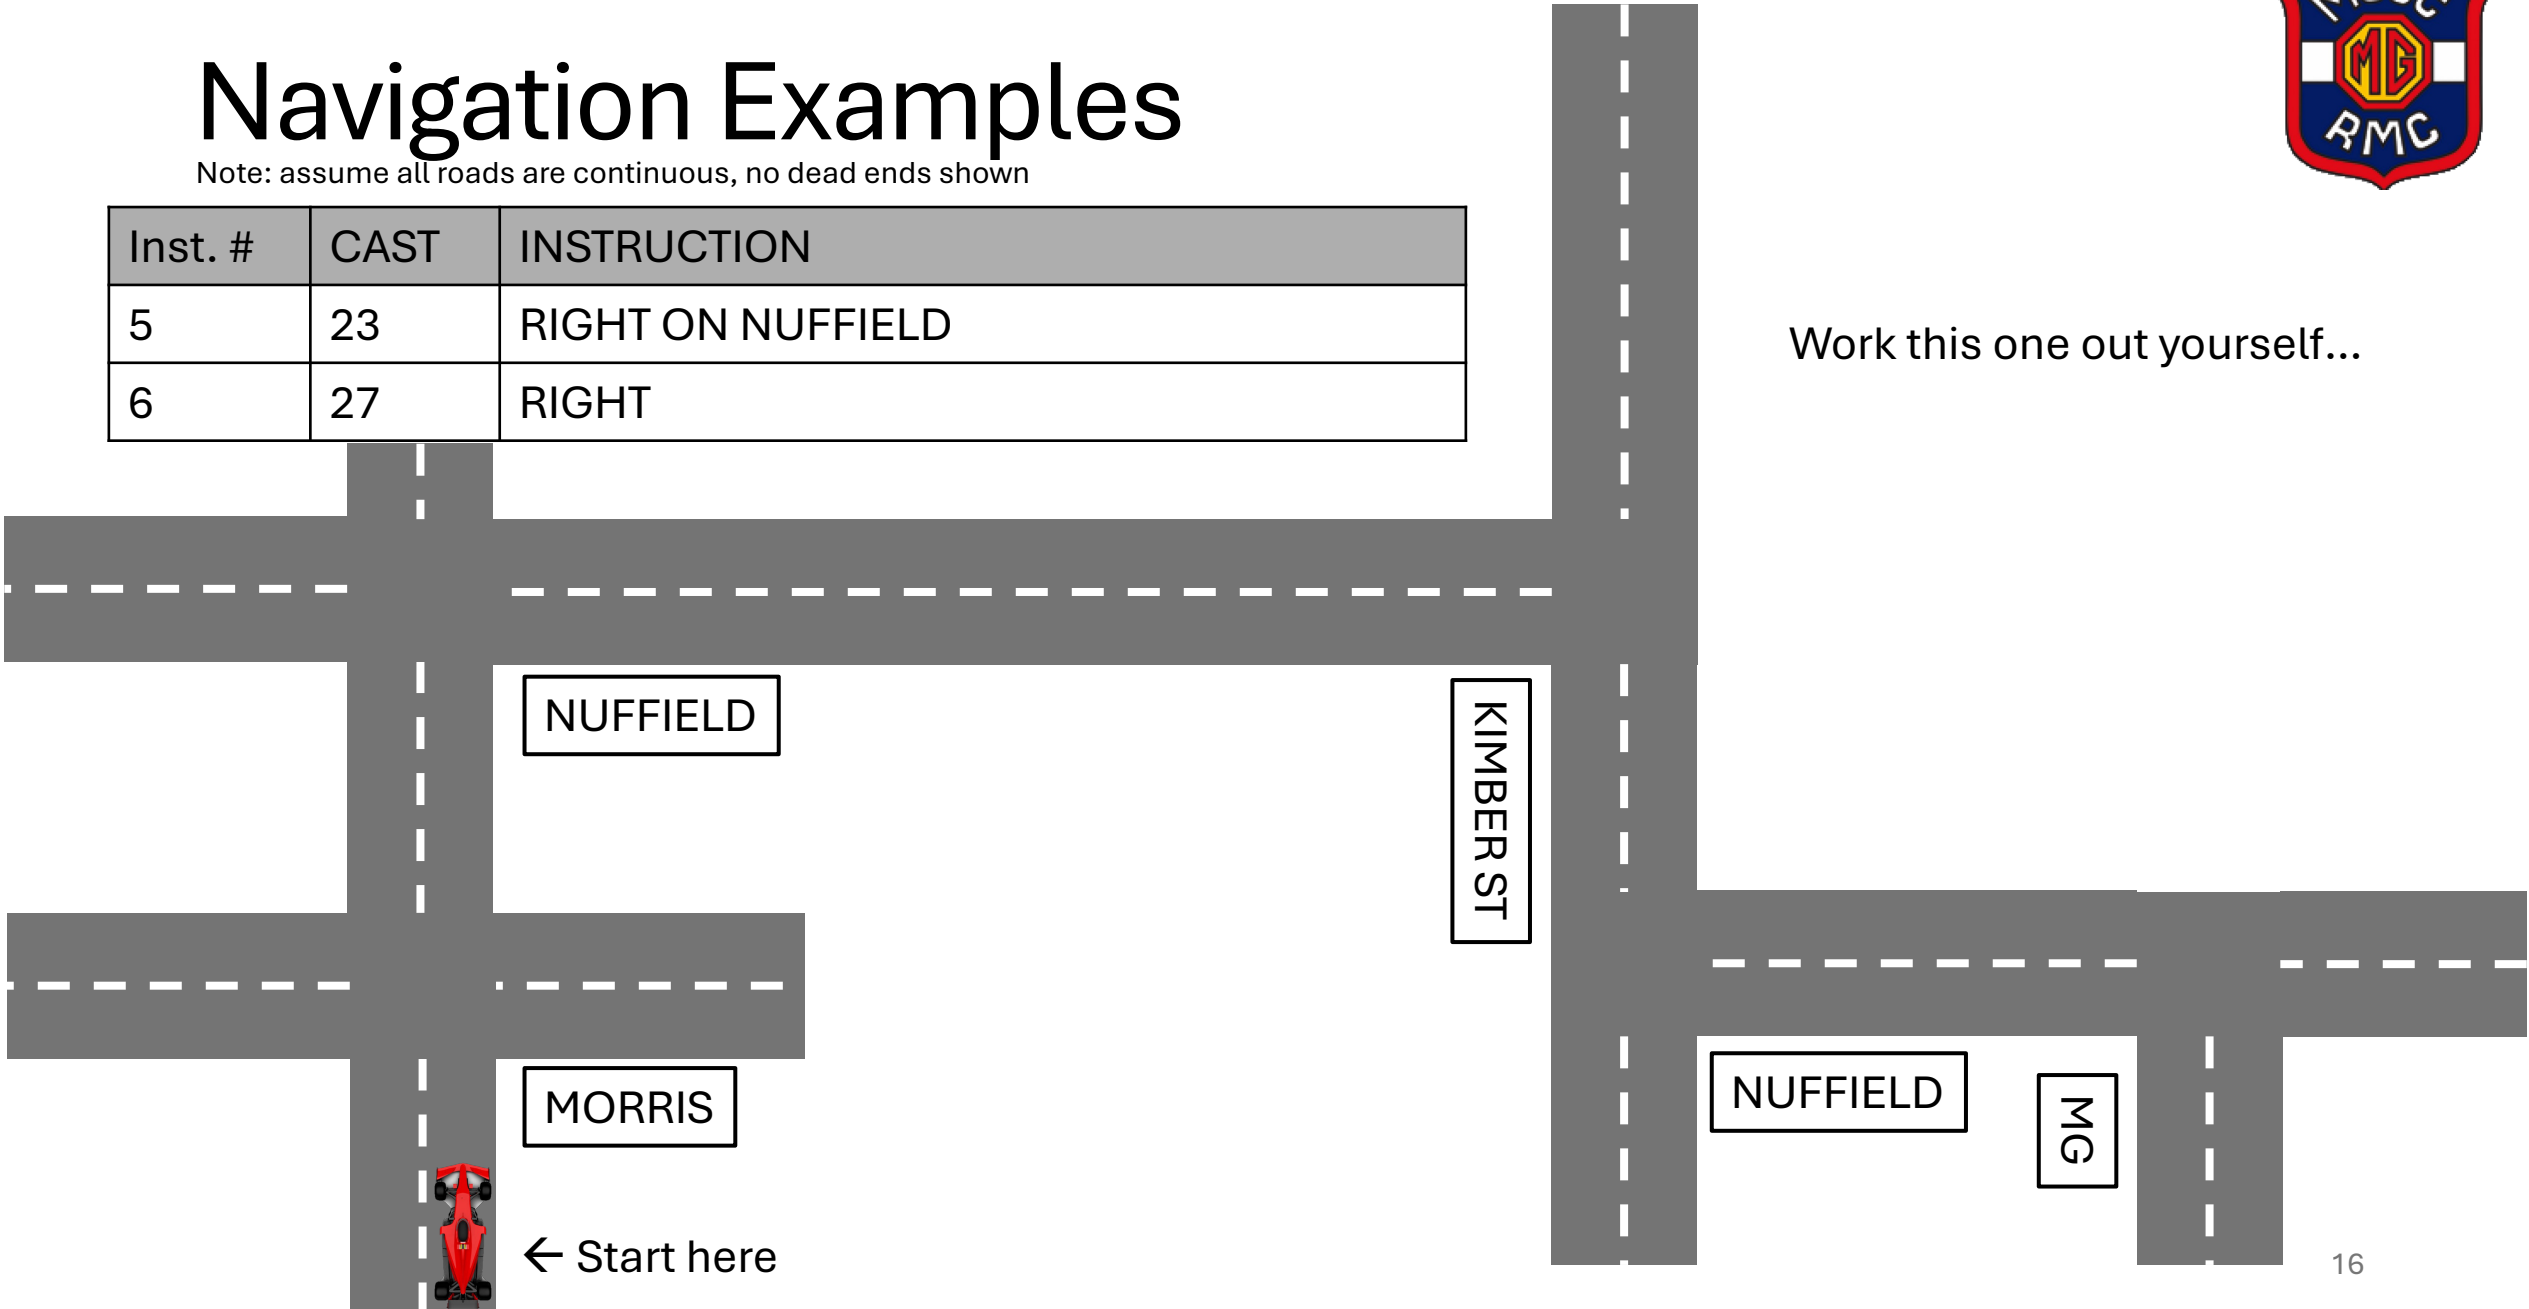 Navigation Examples
Note: assume all roads are continuous, no dead ends shown
Inst. # CAST INSTRUCTION
5 23 RIGHT ON NUFFIELD
6 27 RIGHT
Work this one out yourself...
NUFFIELD
KIMBER ST
MORRIS
NUFFIELD
MG
← Start here
16
MG
RMC